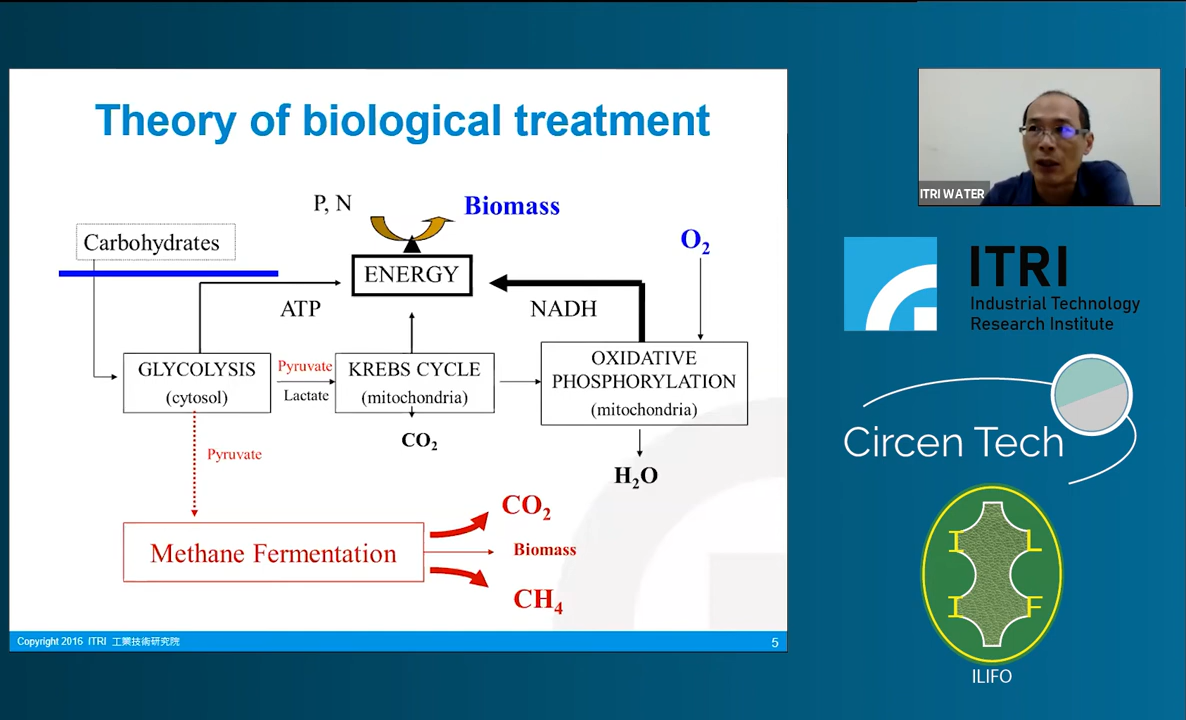 Theory of biological treatment
P, N
Biomass
Carbohydrates
O₂
ENERGY
ATP
NADH
GLYCOLYSIS
(cytosol)
Pyruvate
Lactate
KREBS CYCLE
(mitochondria)
OXIDATIVE
PHOSPHORYLATION
(mitochondria)
CO₂
Pyruvate
H₂O
Methane Fermentation
CO₂
Biomass
CH₄
Copyright 2016 ITRI 工業技術研究院
5
ITRI WATER
ITRI
Industrial Technology
Research Institute
Circen Tech
I L
I F
ILIFO